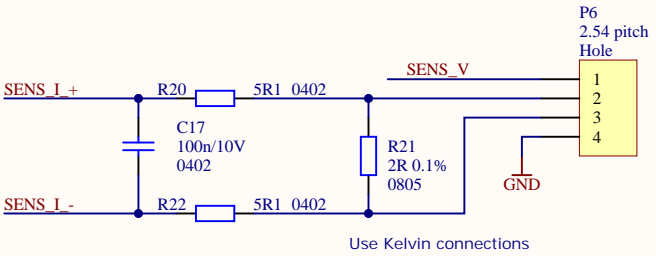 P6
2.54 pitch
Hole
SENS_V
1
SENS_I_+
R20
5R1 0402
2
C17
100n/10V
0402
R21
2R 0.1%
0805
3
4
GND
SENS_I_-
R22
5R1 0402
Use Kelvin connections